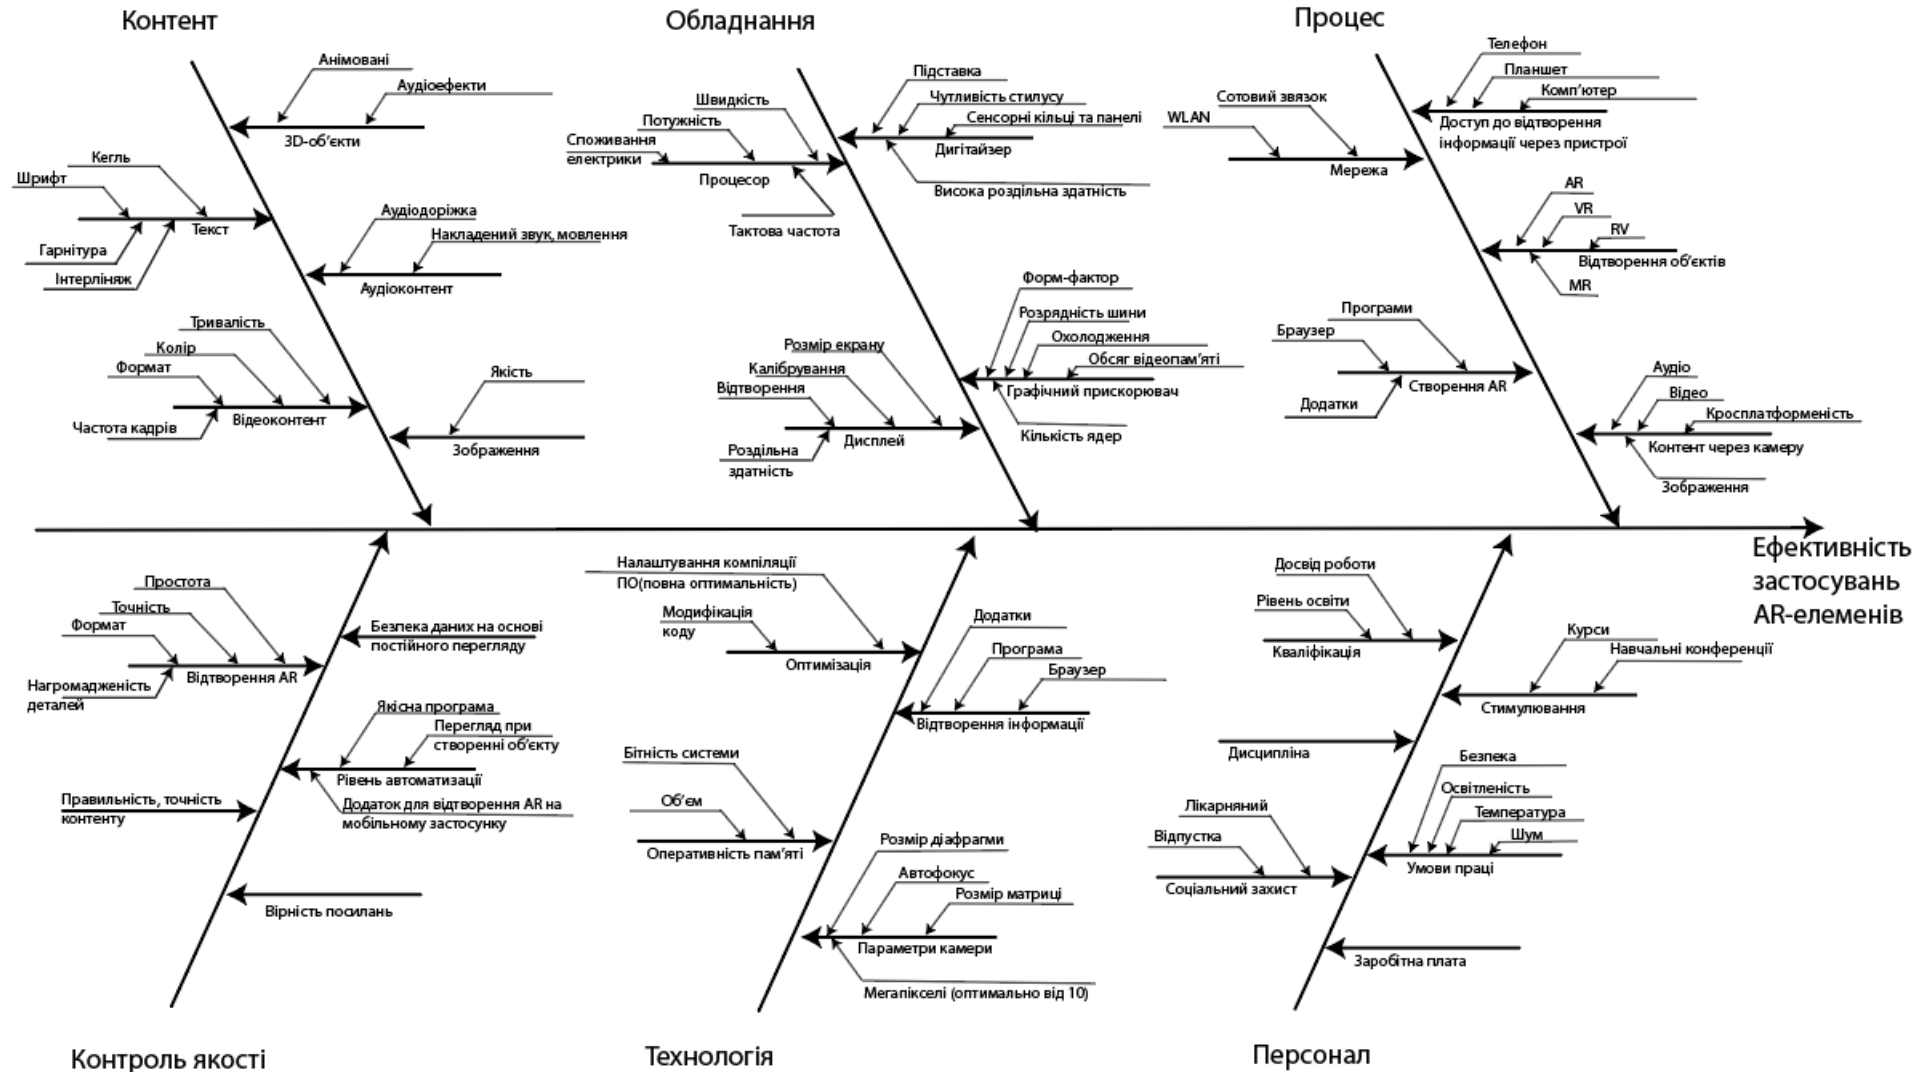 Контент
Обладнання
Процес
Анімовані
Аудіоефекти
3D-об'єкти
Кегль
Шрифт
Текст
Гарнітура
Інтерліняж
Аудіодоріжка
Накладений звук, мовлення
Аудіоконтент
Тривалість
Колір
Формат
Відеоконтент
Частота кадрів
Якість
Зображення
Підставка
Швидкість
Чутливість стилусу
Потужність
Сенсорні кільці та панелі
Споживання
електрики
Дигітайзер
Процесор
Висока роздільна здатність
Тактова частота
Форм-фактор
Розрядність шини
Охолодження
Обсяг відеопам'яті
Графічний прискорювач
Кількість ядер
Розмір екрану
Калібрування
Відтворення
Дисплей
Роздільна
здатність
Телефон
Планшет
Комп'ютер
Доступ до відтворення
інформації через пристрої
Сотовий звязок
WLAN
Мережа
AR
VR
RV
Відтворення об'єктів
MR
Програми
Браузер
Створення AR
Додатки
Аудіо
Відео
Кросплатформеність
Контент через камеру
Зображення
Ефективність
застосувань
AR-елеменів
Простота
Точність
Формат
Відтворення AR
Нагромадженість
деталей
Безпека даних на основі
постійного перегляду
Якісна програма
Перегляд при
створенні об'єкту
Рівень автоматизації
Додаток для відтворення AR на
мобільному застосунку
Правильність, точність
контенту
Вірність посилань
Налаштування компіляції
ПО(повна оптимальність)
Модифікація
коду
Оптимізація
Додатки
Програма
Браузер
Відтворення інформації
Бітність системи
Об'єм
Оперативність пам'яті
Розмір діафрагми
Автофокус
Розмір матриці
Параметри камери
Мегапікселі (оптимально від 10)
Досвід роботи
Рівень освіти
Кваліфікація
Курси
Навчальні конференції
Стимулювання
Дисципліна
Безпека
Освітленість
Температура
Шум
Умови праці
Лікарняний
Відпустка
Соціальний захист
Заробітна плата
Контроль якості
Технологія
Персонал